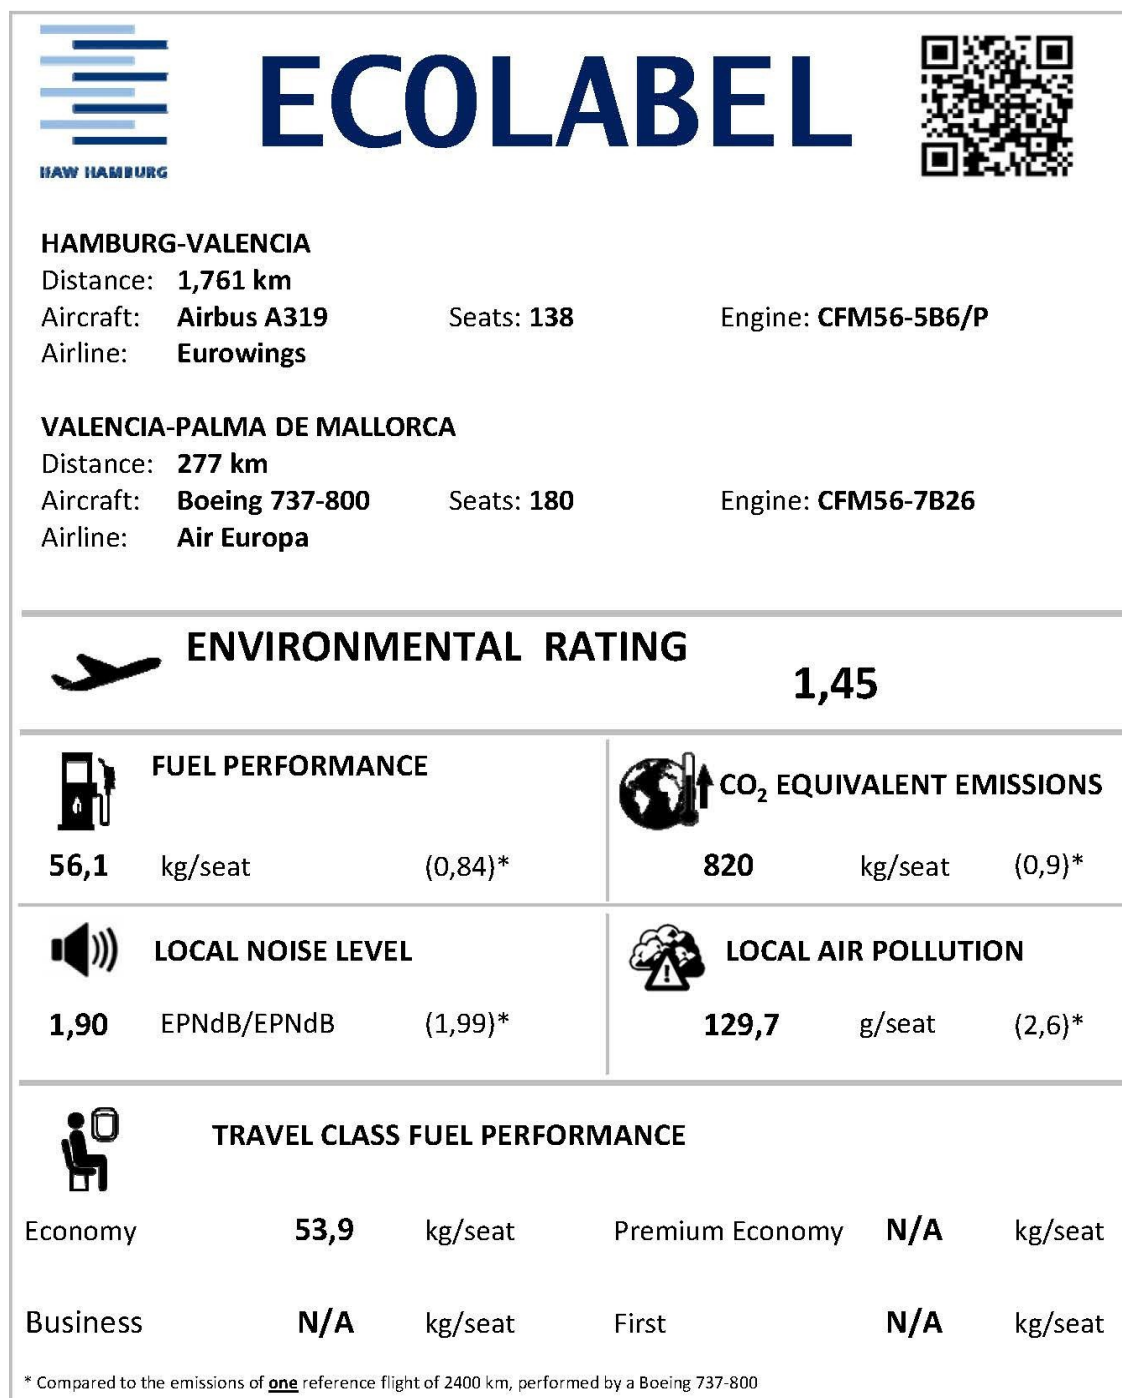 ECOLABEL
HAW HAMBURG
HAMBURG-VALENCIA
Distance: 1,761 km
Aircraft: Airbus A319 Seats: 138 Engine: CFM56-5B6/P
Airline: Eurowings
VALENCIA-PALMA DE MALLORCA
Distance: 277 km
Aircraft: Boeing 737-800 Seats: 180 Engine: CFM56-7B26
Airline: Air Europa
ENVIRONMENTAL RATING
1,45
FUEL PERFORMANCE
56,1 kg/seat (0,84)*
CO₂ EQUIVALENT EMISSIONS
820 kg/seat (0,9)*
LOCAL NOISE LEVEL
1,90 EPNdB/EPNdB (1,99)*
LOCAL AIR POLLUTION
129,7 g/seat (2,6)*
TRAVEL CLASS FUEL PERFORMANCE
Economy 53,9 kg/seat Premium Economy N/A kg/seat
Business N/A kg/seat First N/A kg/seat
* Compared to the emissions of one reference flight of 2400 km, performed by a Boeing 737-800